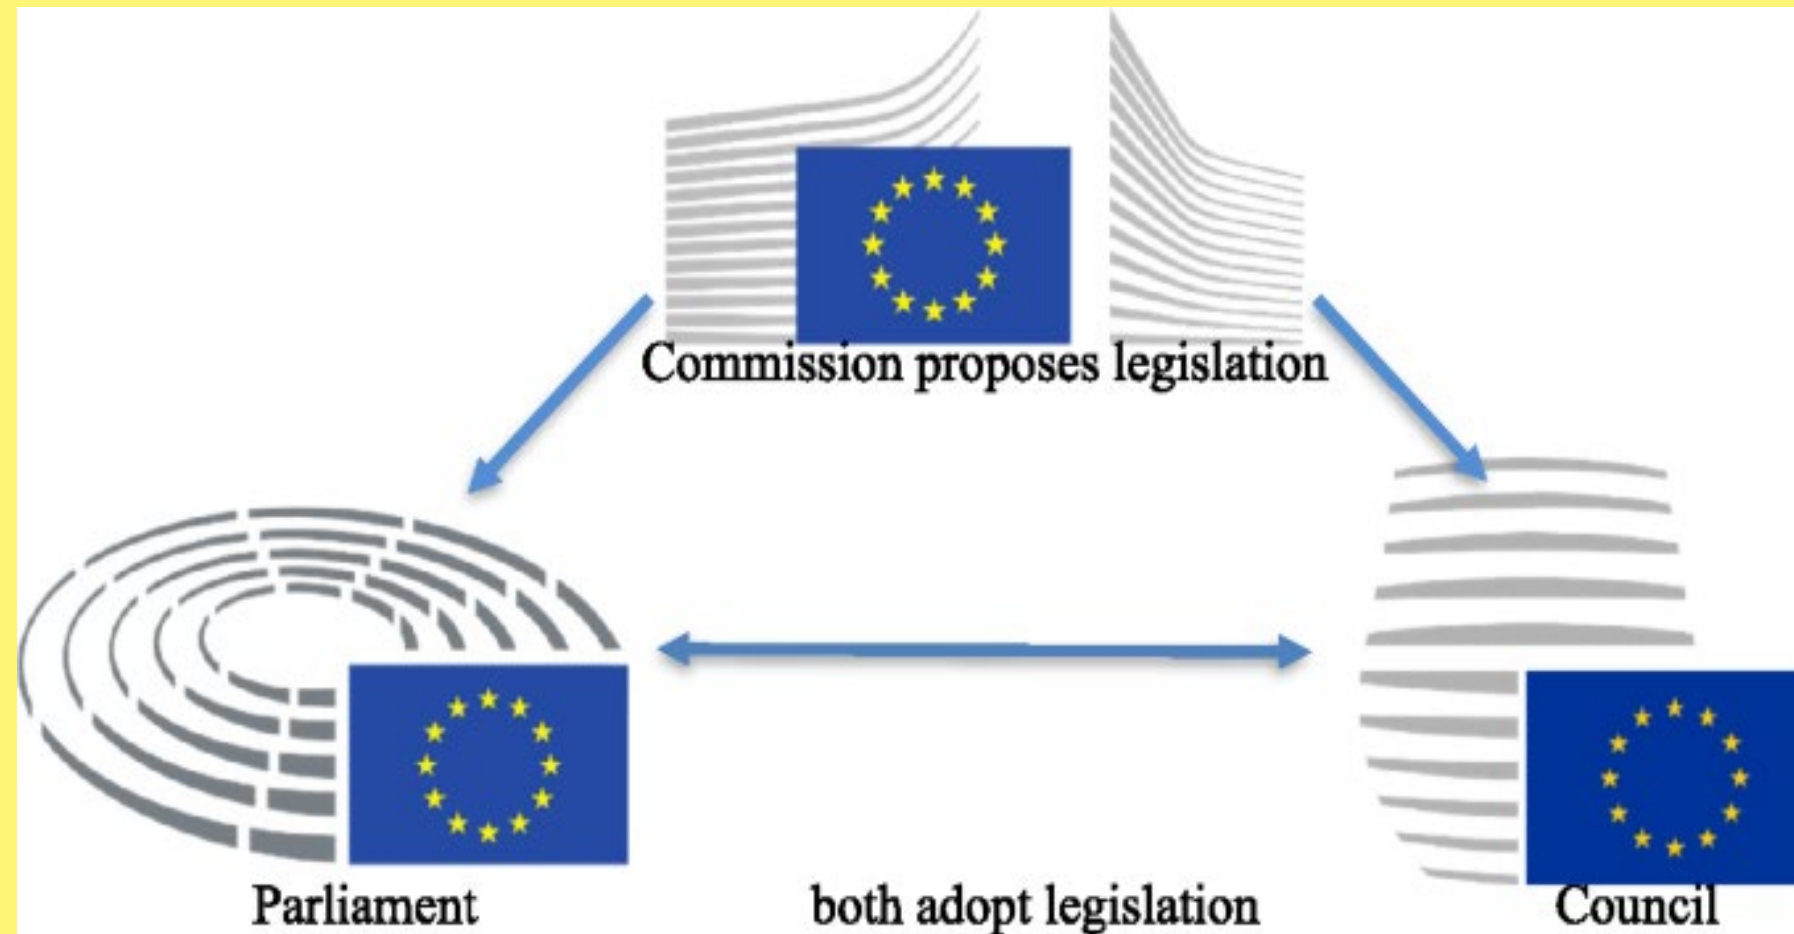 Commission proposes legislation
Parliament
both adopt legislation
Council